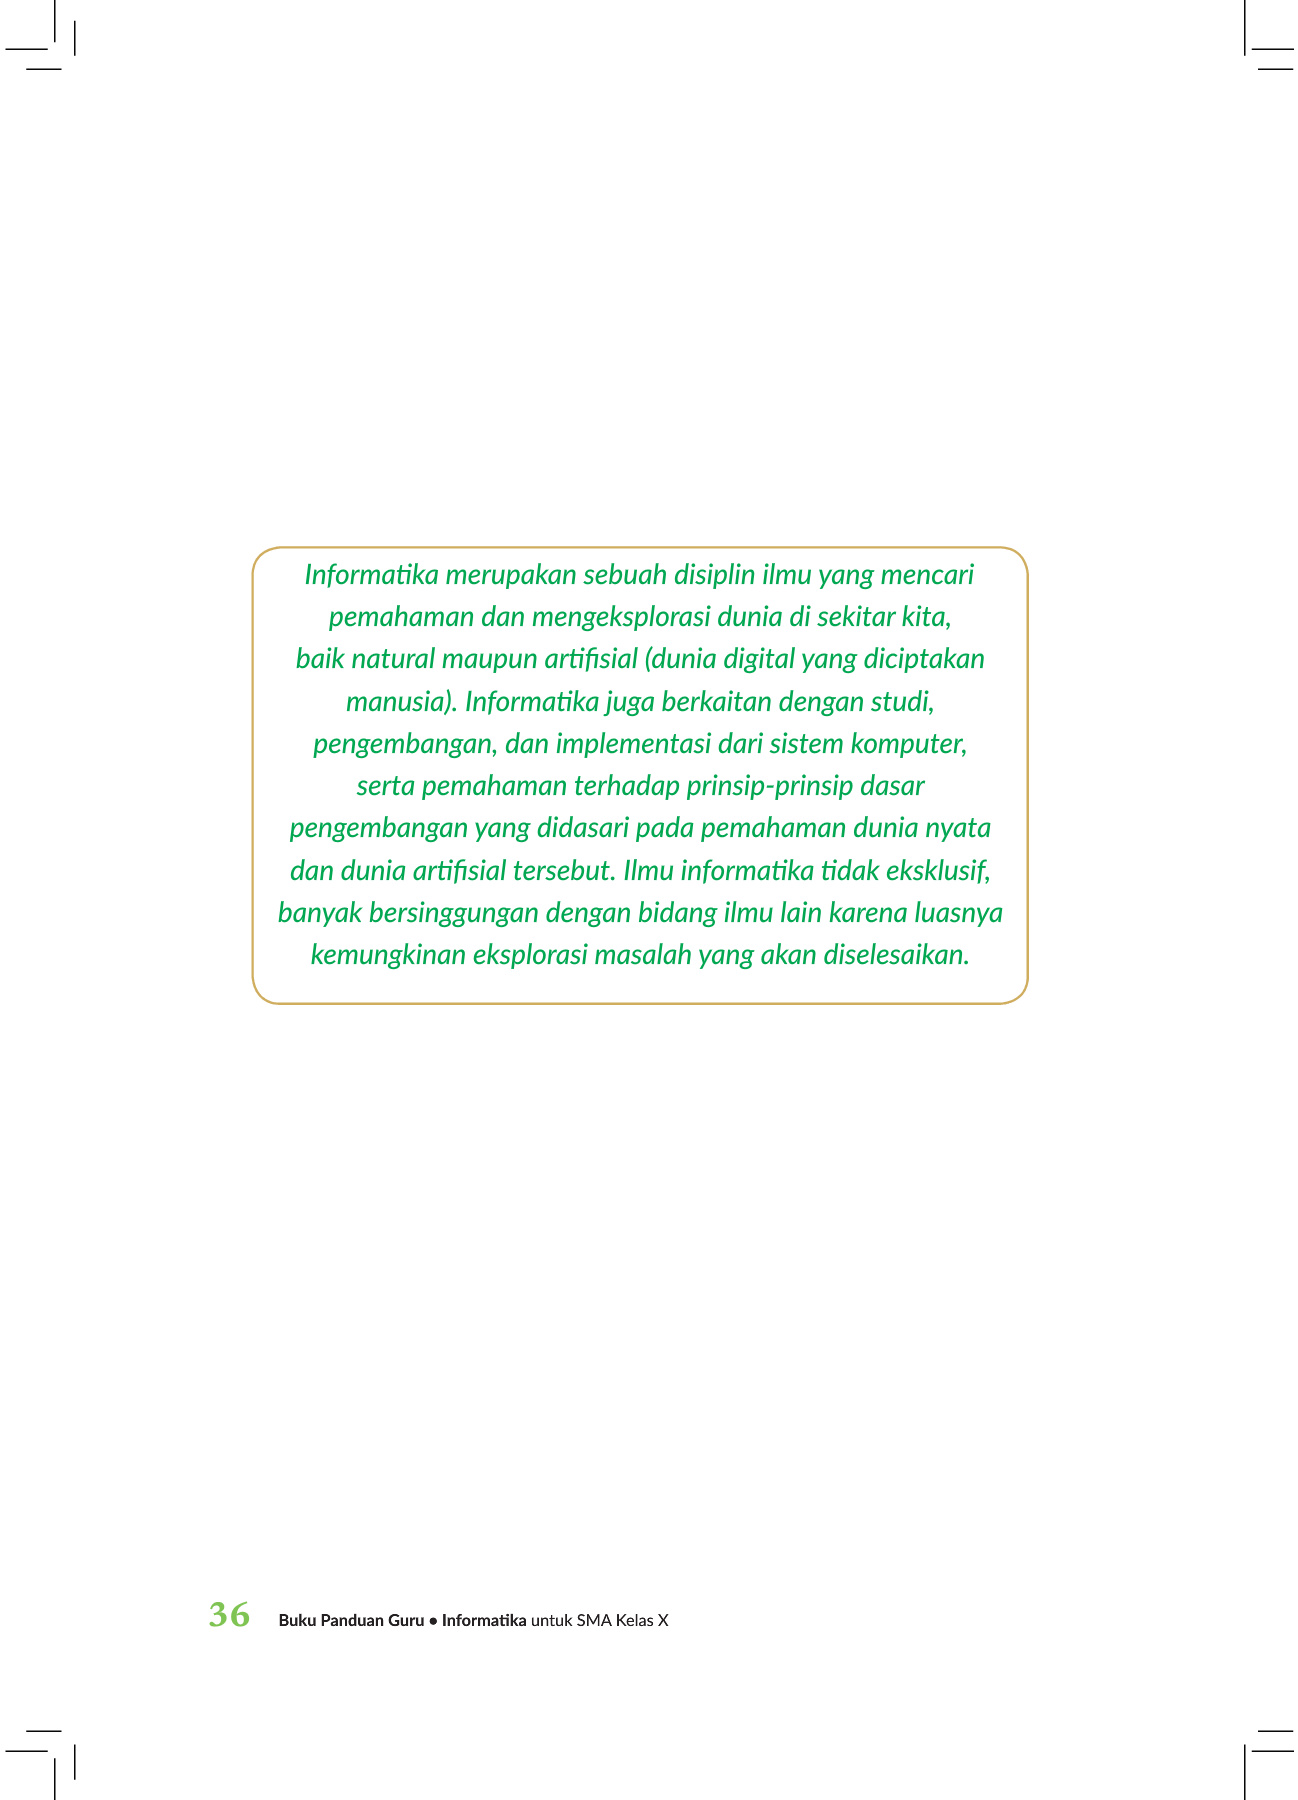 Informatika merupakan sebuah disiplin ilmu yang mencari
pemahaman dan mengeksplorasi dunia di sekitar kita,
baik natural maupun artifisial (dunia digital yang diciptakan
manusia). Informatika juga berkaitan dengan studi,
pengembangan, dan implementasi dari sistem komputer,
serta pemahaman terhadap prinsip-prinsip dasar
pengembangan yang didasari pada pemahaman dunia nyata
dan dunia artifisial tersebut. Ilmu informatika tidak eksklusif,
banyak bersinggungan dengan bidang ilmu lain karena luasnya
kemungkinan eksplorasi masalah yang akan diselesaikan.
36 Buku Panduan Guru • Informatika untuk SMA Kelas X